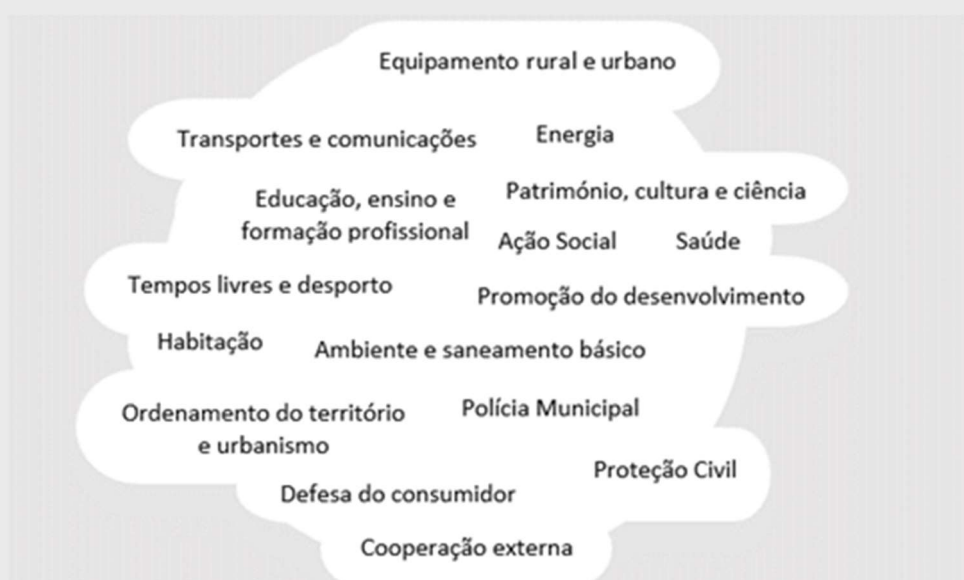 Equipamento rural e urbano
Transportes e comunicações
Energia
Educação, ensino e
formação profissional
Património, cultura e ciência
Ação Social
Saúde
Tempos livres e desporto
Promoção do desenvolvimento
Habitação
Ambiente e saneamento básico
Ordenamento do território
e urbanismo
Polícia Municipal
Proteção Civil
Defesa do consumidor
Cooperação externa